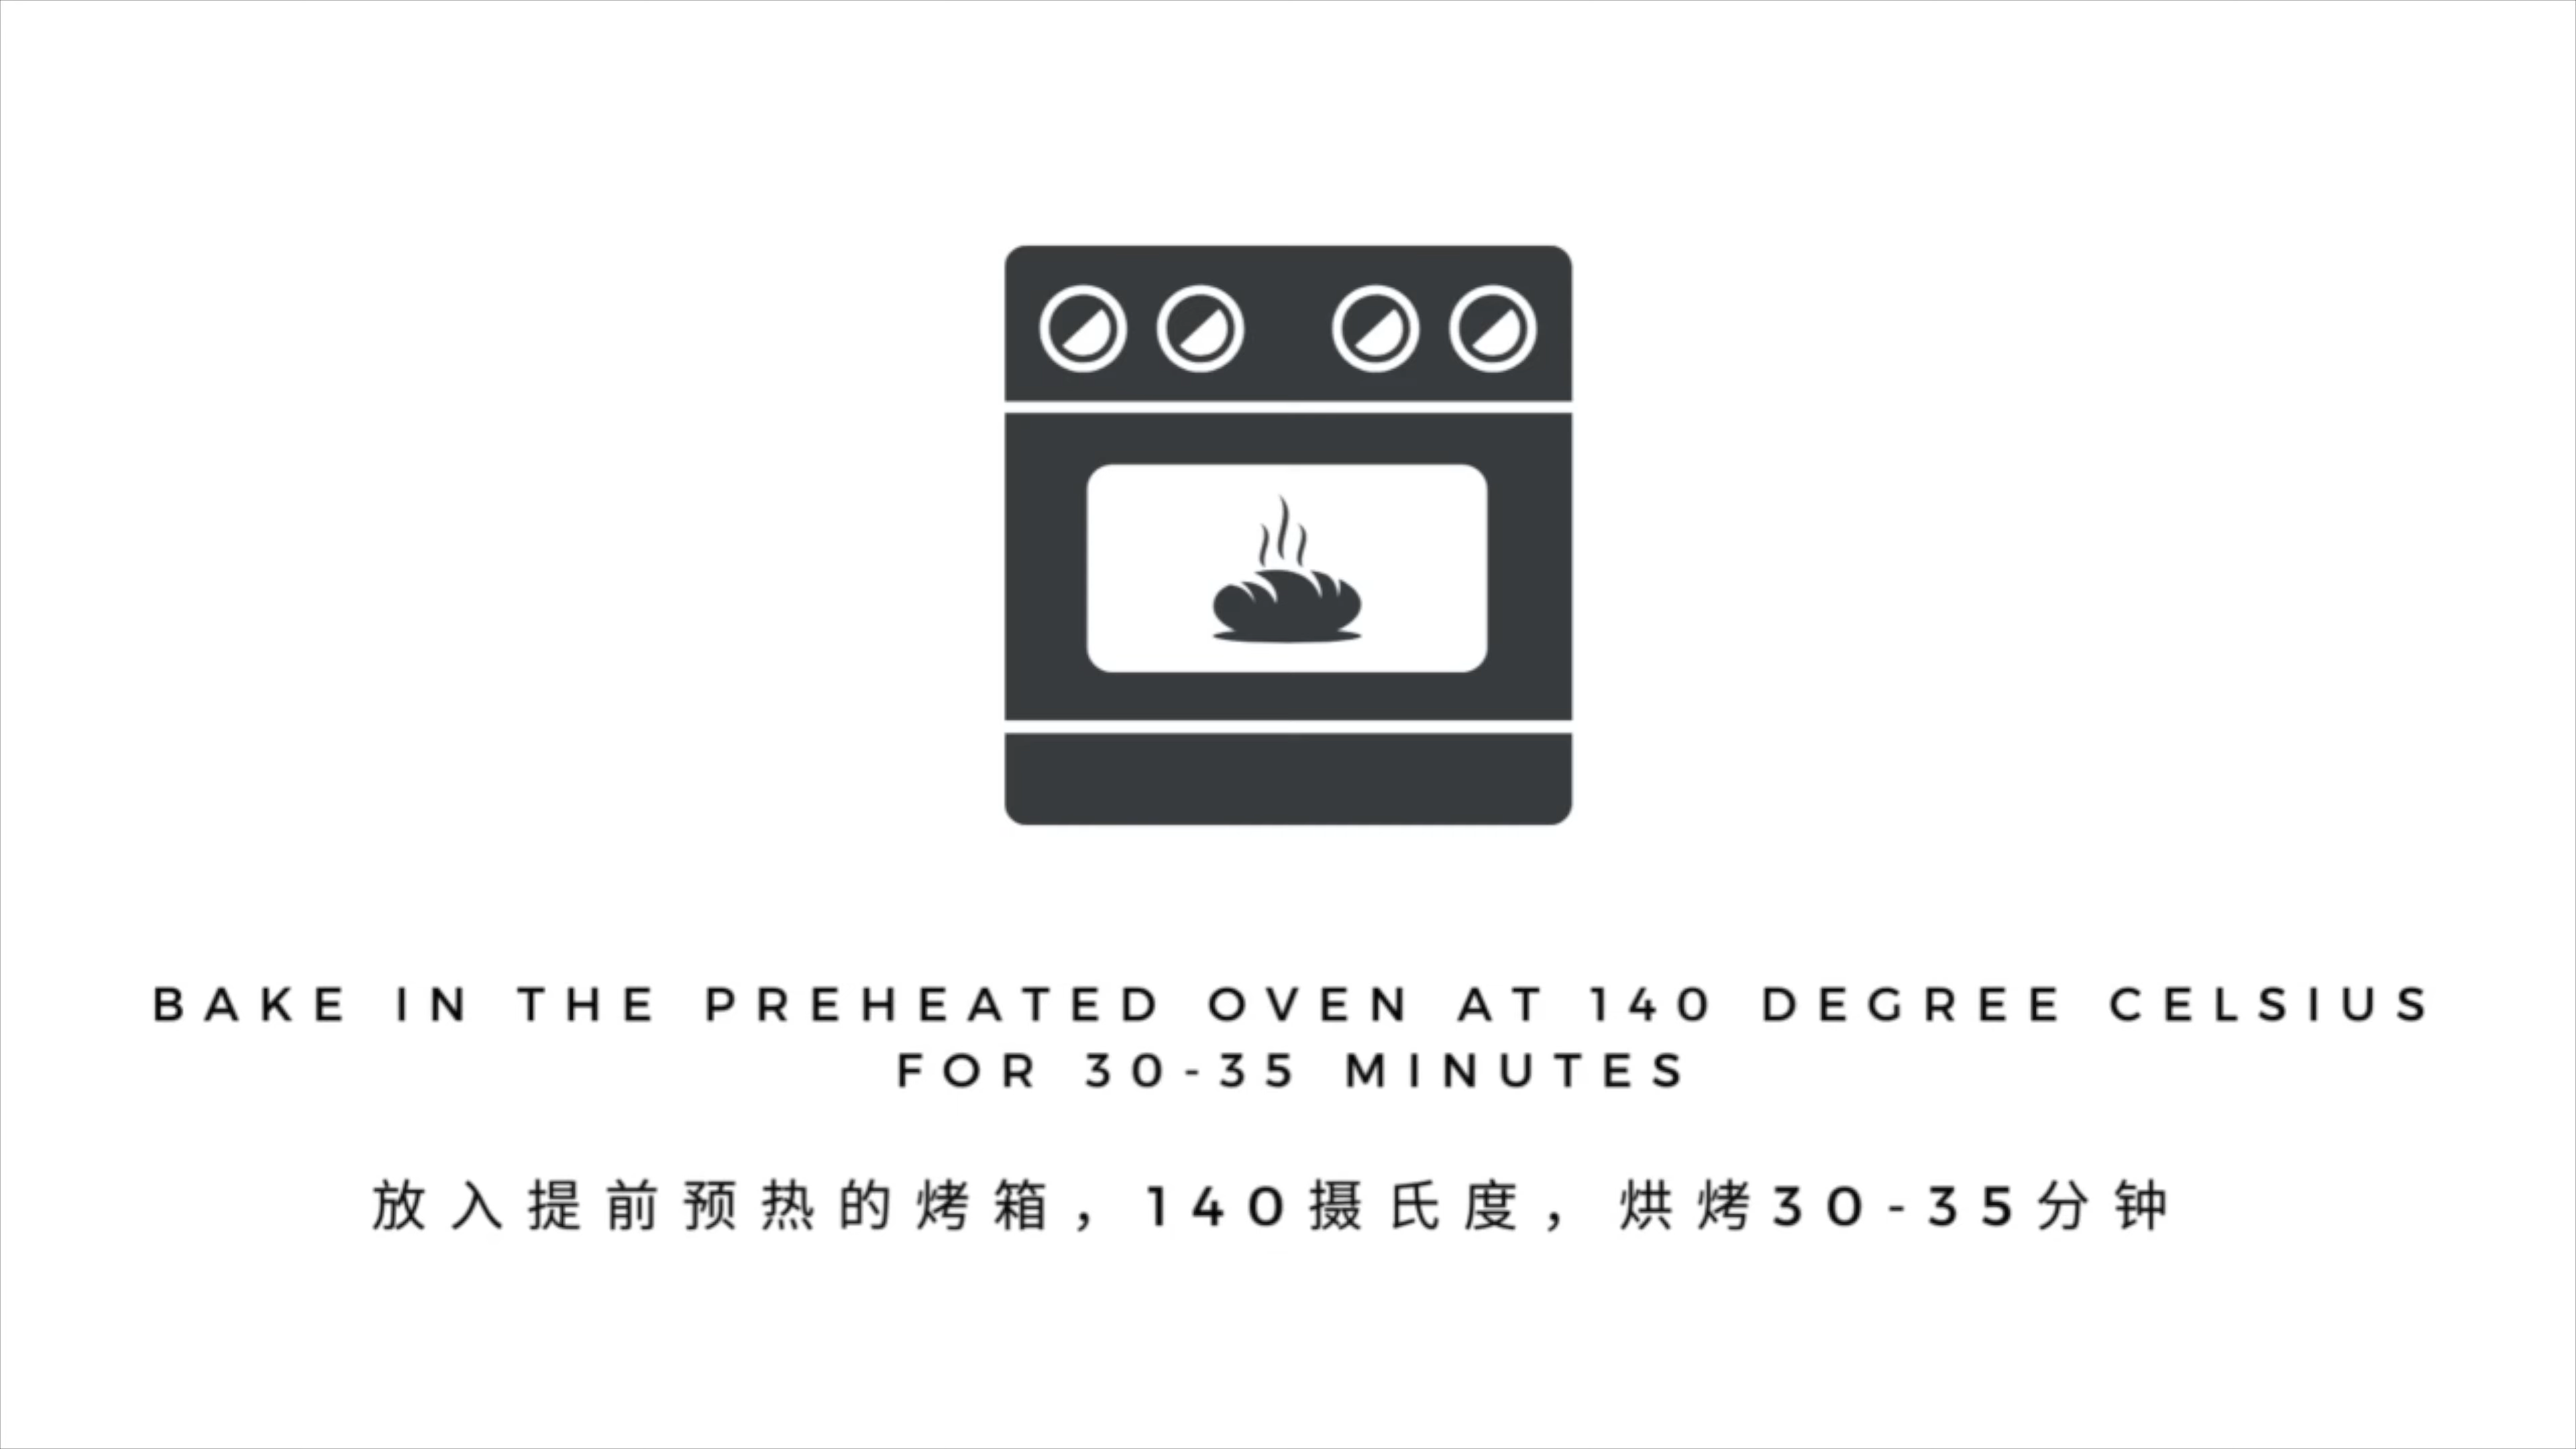 BAKE IN THE PREHEATED OVEN AT 140 DEGREE CELSIUS
FOR 30-35 MINUTES
放入提前预热的烤箱，140摄氏度，烘烤30-35分钟